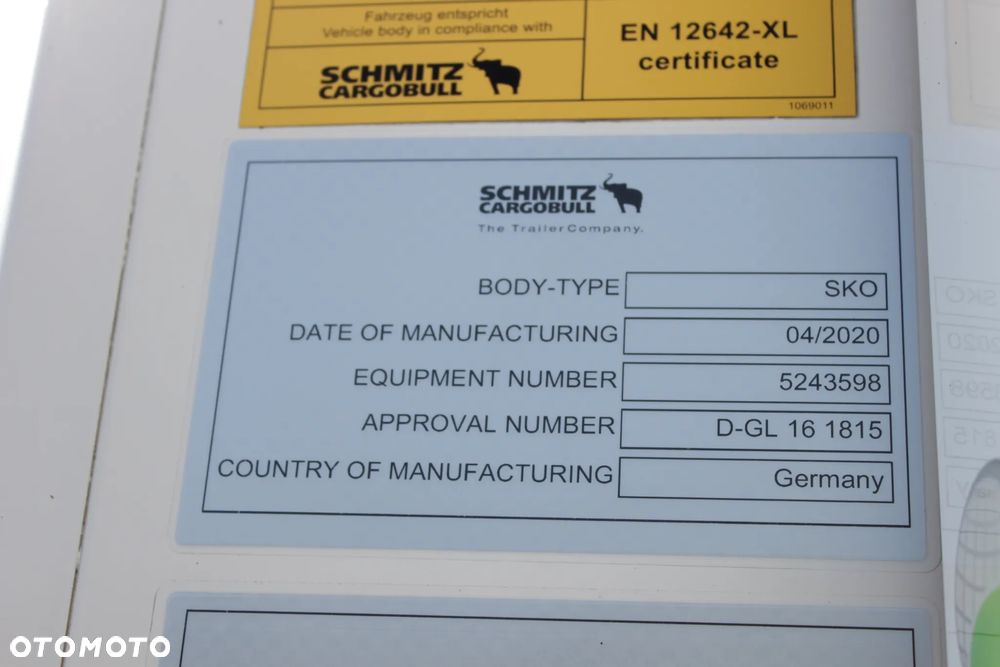 Fahrzeug entspricht
Vehicle body in compliance with
EN 12642-XL
certificate
SCHMITZ
CARGOBULL
1069011
SCHMITZ
CARGOBULL
The Trailer Company.
BODY-TYPE SKO
DATE OF MANUFACTURING 04/2020
EQUIPMENT NUMBER 5243598
APPROVAL NUMBER D-GL 16 1815
COUNTRY OF MANUFACTURING Germany
OTOMOTO